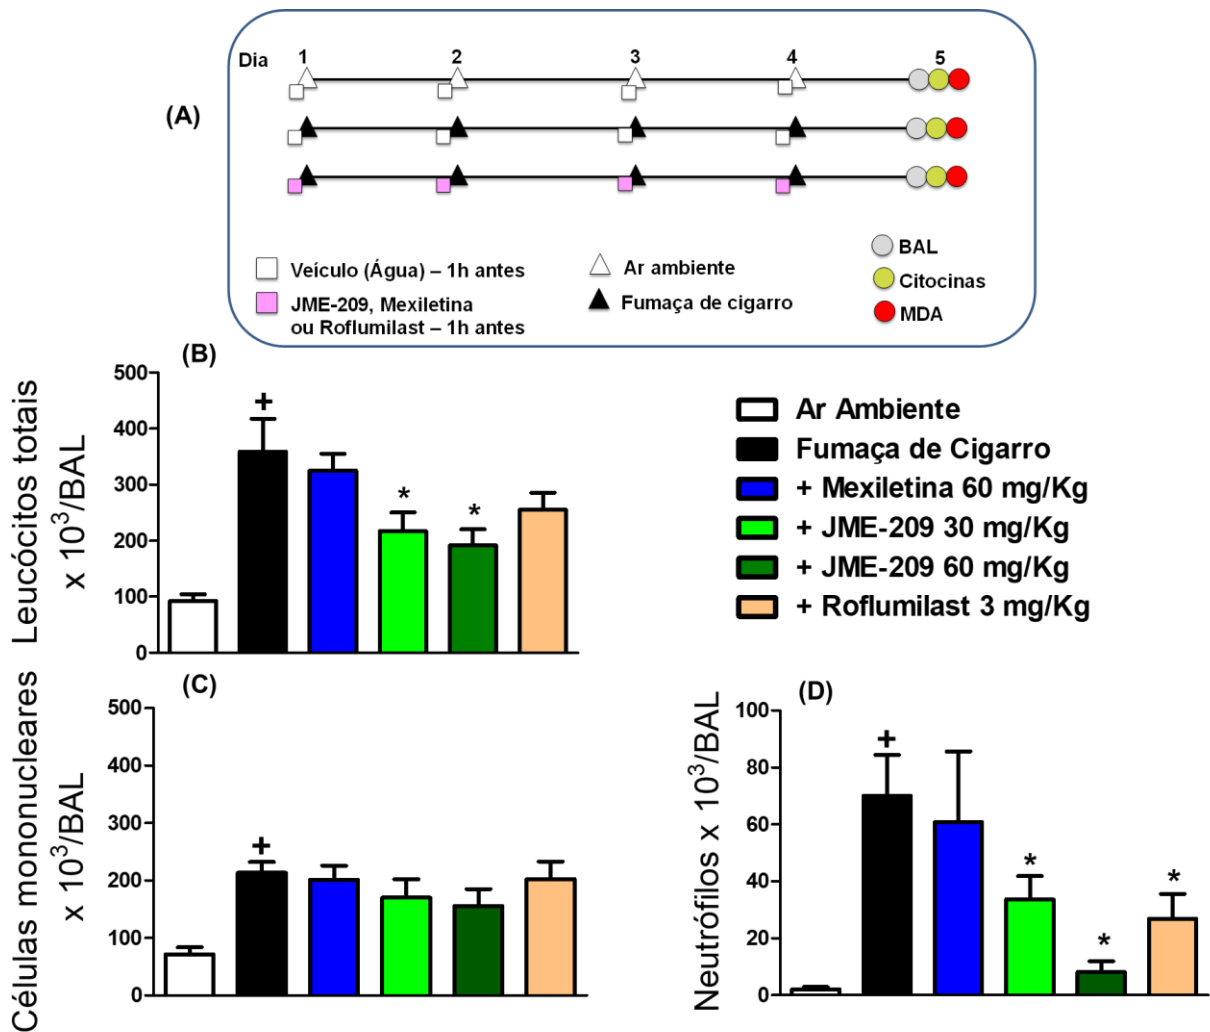 Dia 1 2 3 4 5
(A)
Veículo (Água) – 1h antes
JME-209, Mexiletina
ou Roflumilast – 1h antes
Ar ambiente
Fumaça de cigarro
BAL
Citocinas
MDA
(B)
Leucócitos totais
x 10³/BAL
500
400
300
200
100
0
+
*
*
Ar Ambiente
Fumaça de Cigarro
+ Mexiletina 60 mg/Kg
+ JME-209 30 mg/Kg
+ JME-209 60 mg/Kg
+ Roflumilast 3 mg/Kg
(C)
Células mononucleares
x 10³/BAL
500
400
300
200
100
0
+
(D)
Neutrófilos x 10³/BAL
100
80
60
40
20
0
+
*
*
*